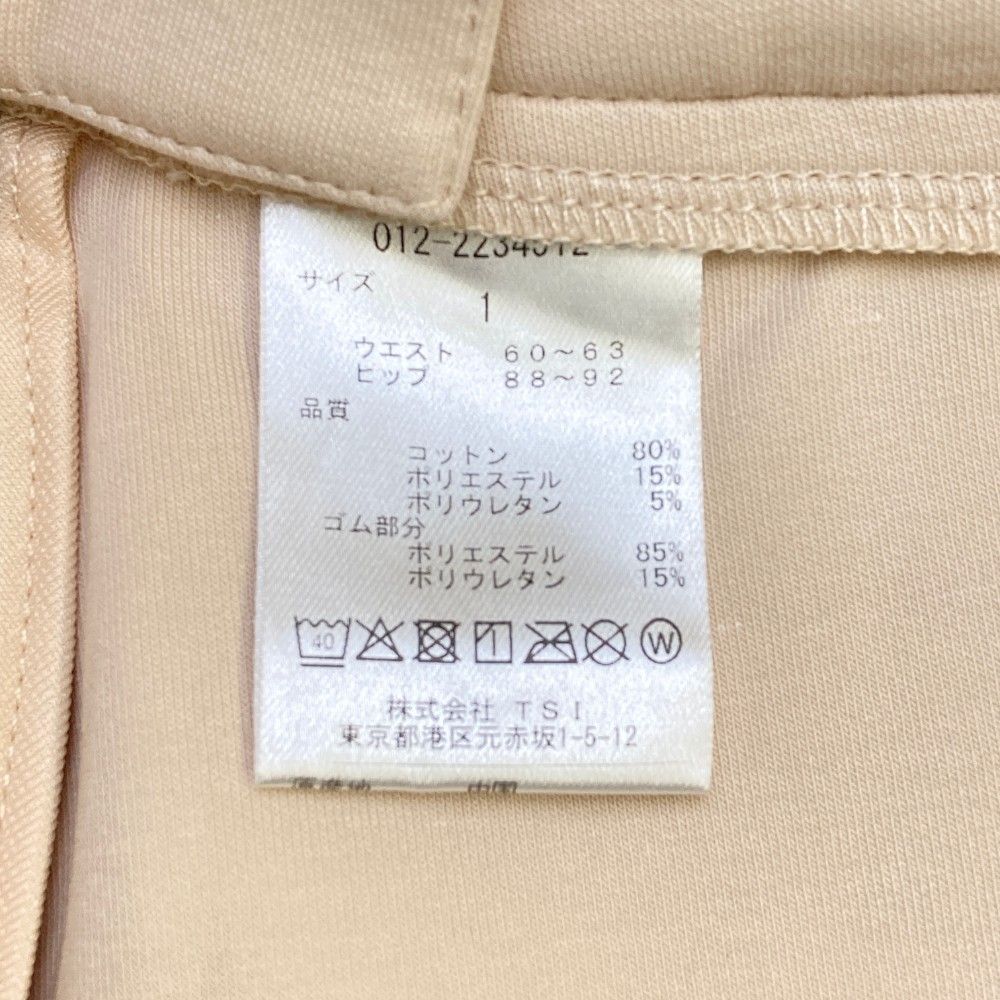 サイズ
1
ウエスト 60～63
ヒップ 88～92
品質
コットン 80%
ポリエステル 15%
ポリウレタン 5%
ゴム部分
ポリエステル 85%
ポリウレタン 15%
40 1 W
株式会社 TSI
東京都港区元赤坂1-5-12